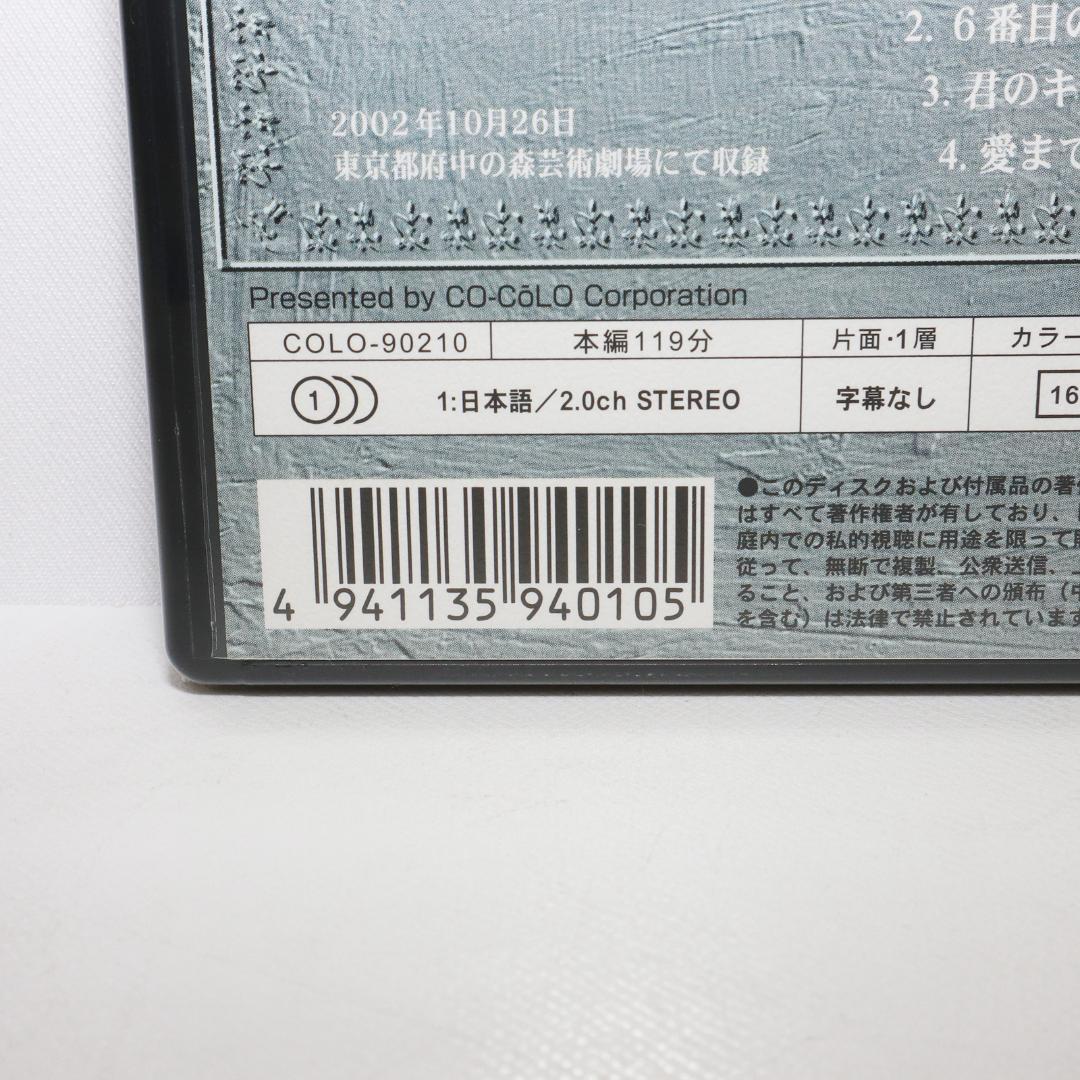 2. 6番目の
3. 君のキ
4. 愛まで
2002年10月26日
東京都府中の森芸術劇場にて収録
Presented by CO-CōLO Corporation
COLO-90210 本編119分 片面・1層 カラー
1 1:日本語／2.0ch STEREO 字幕なし 16
4 941135 940105
●このディスクおよび付属品の著
はすべて著作権者が有しており、
庭内での私的視聴に用途を限って
従って、無断で複製、公衆送信、
ること、および第三者への頒布（
を含む）は法律で禁止されています